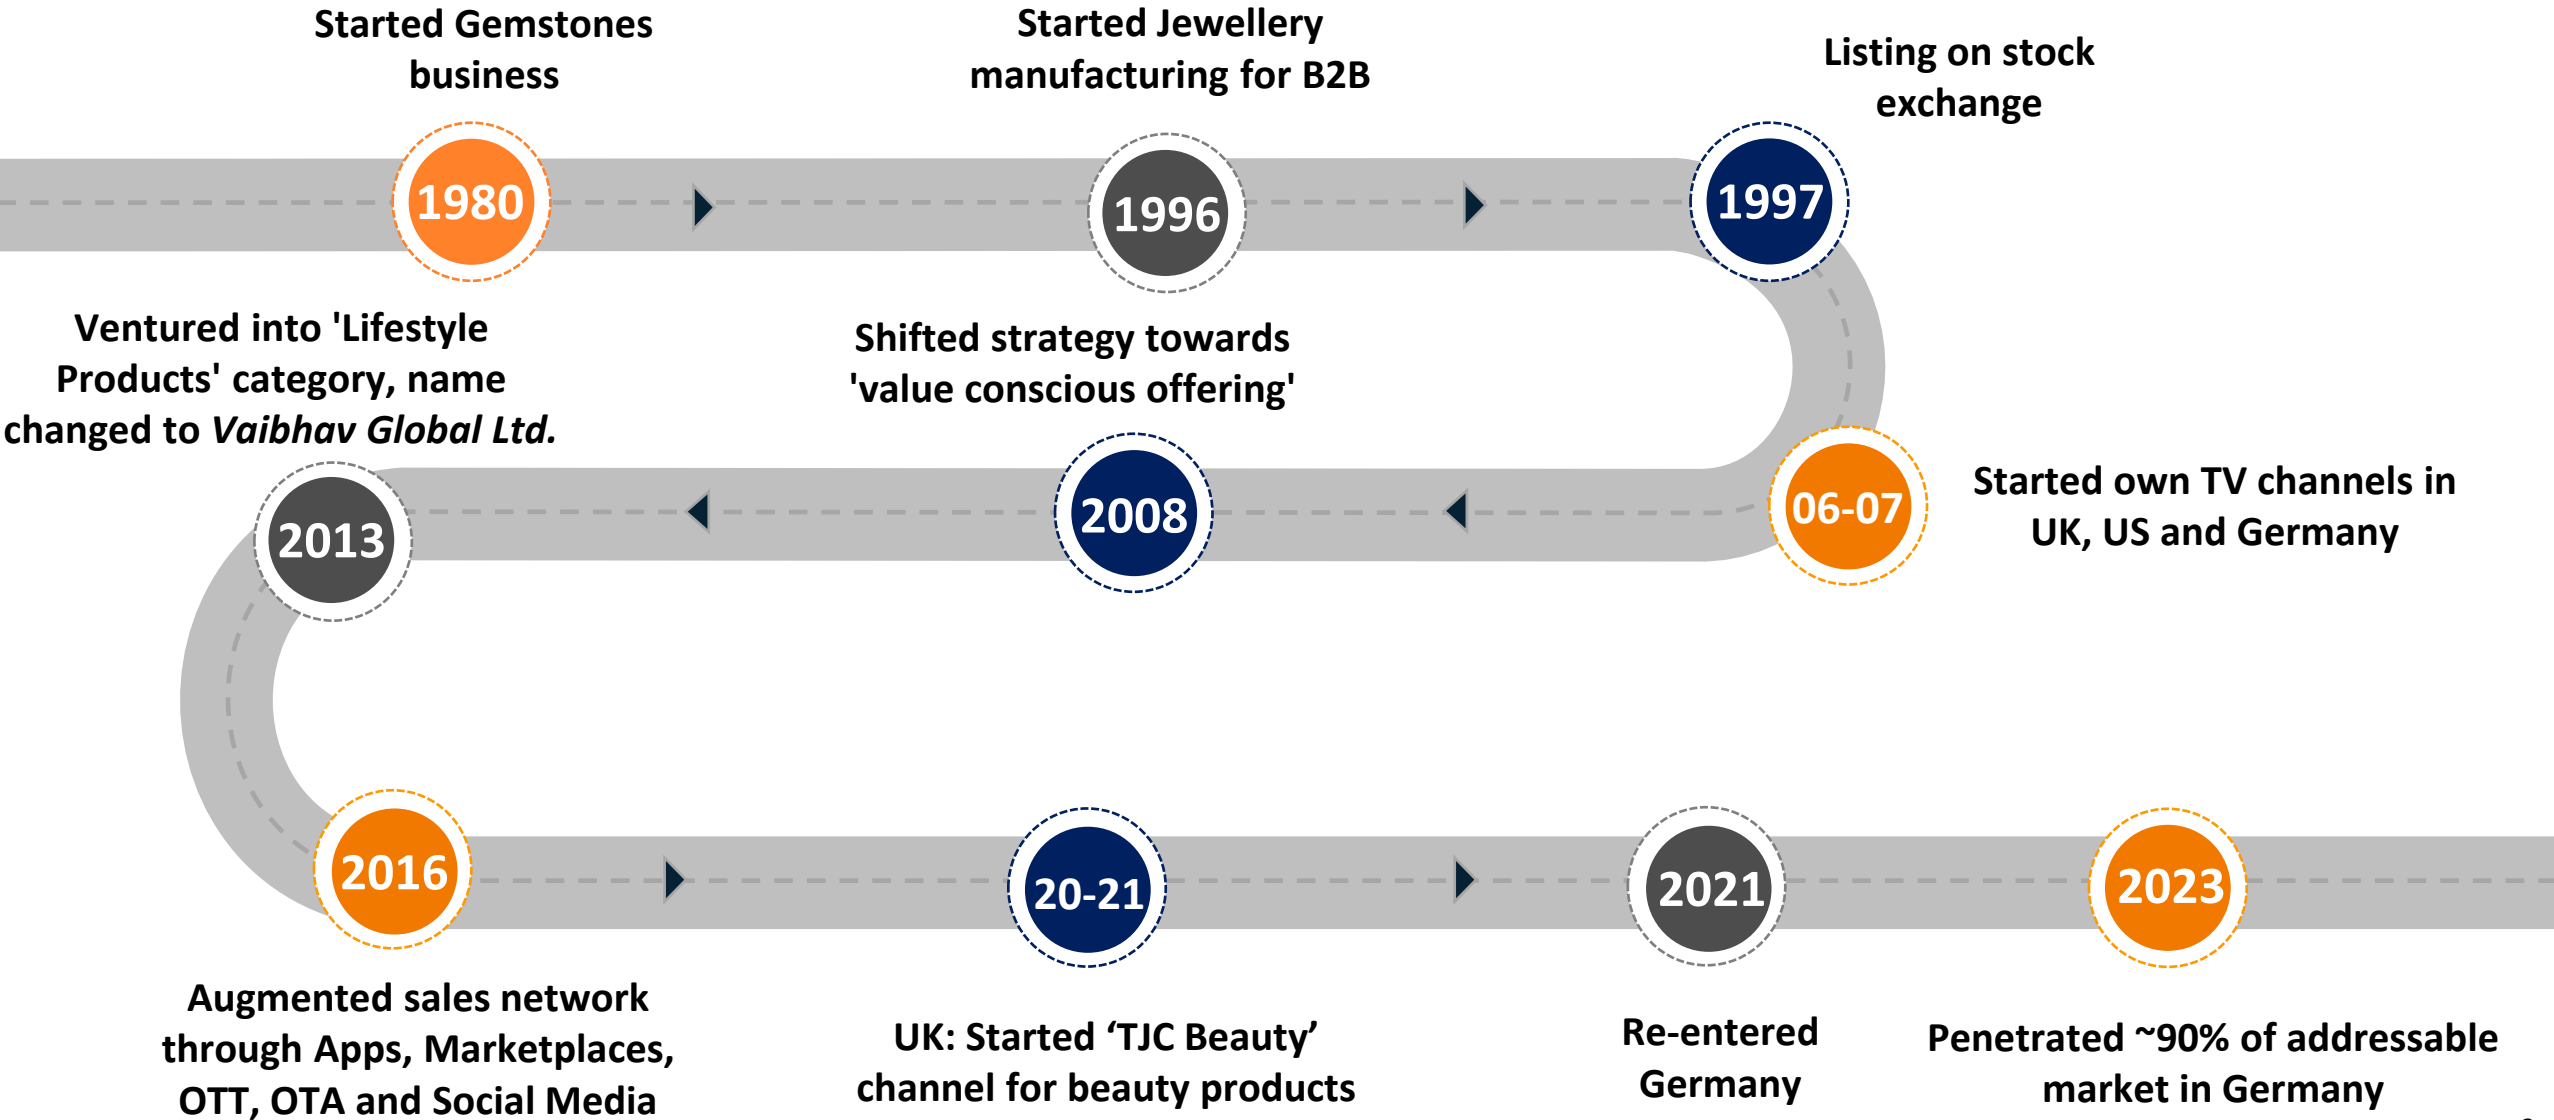 Started Gemstones
business
1980
Started Jewellery
manufacturing for B2B
1996
Listing on stock
exchange
1997
Started own TV channels in
UK, US and Germany
06-07
Shifted strategy towards
'value conscious offering'
2008
Ventured into 'Lifestyle
Products' category, name
changed to Vaibhav Global Ltd.
2013
2016
Augmented sales network
through Apps, Marketplaces,
OTT, OTA and Social Media
20-21
UK: Started ‘TJC Beauty’
channel for beauty products
2021
Re-entered
Germany
2023
Penetrated ~90% of addressable
market in Germany